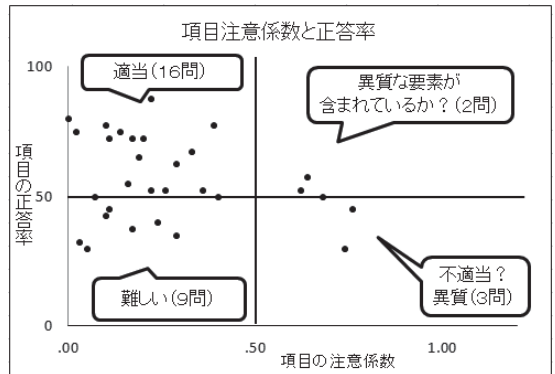 項目注意係数と正答率
100
適当(16問)
異質な要素が
含まれているか?(2問)
項目の正答率
50
難しい(9問)
不適当?
異質(3問)
0
.00
.50
1.00
項目の注意係数